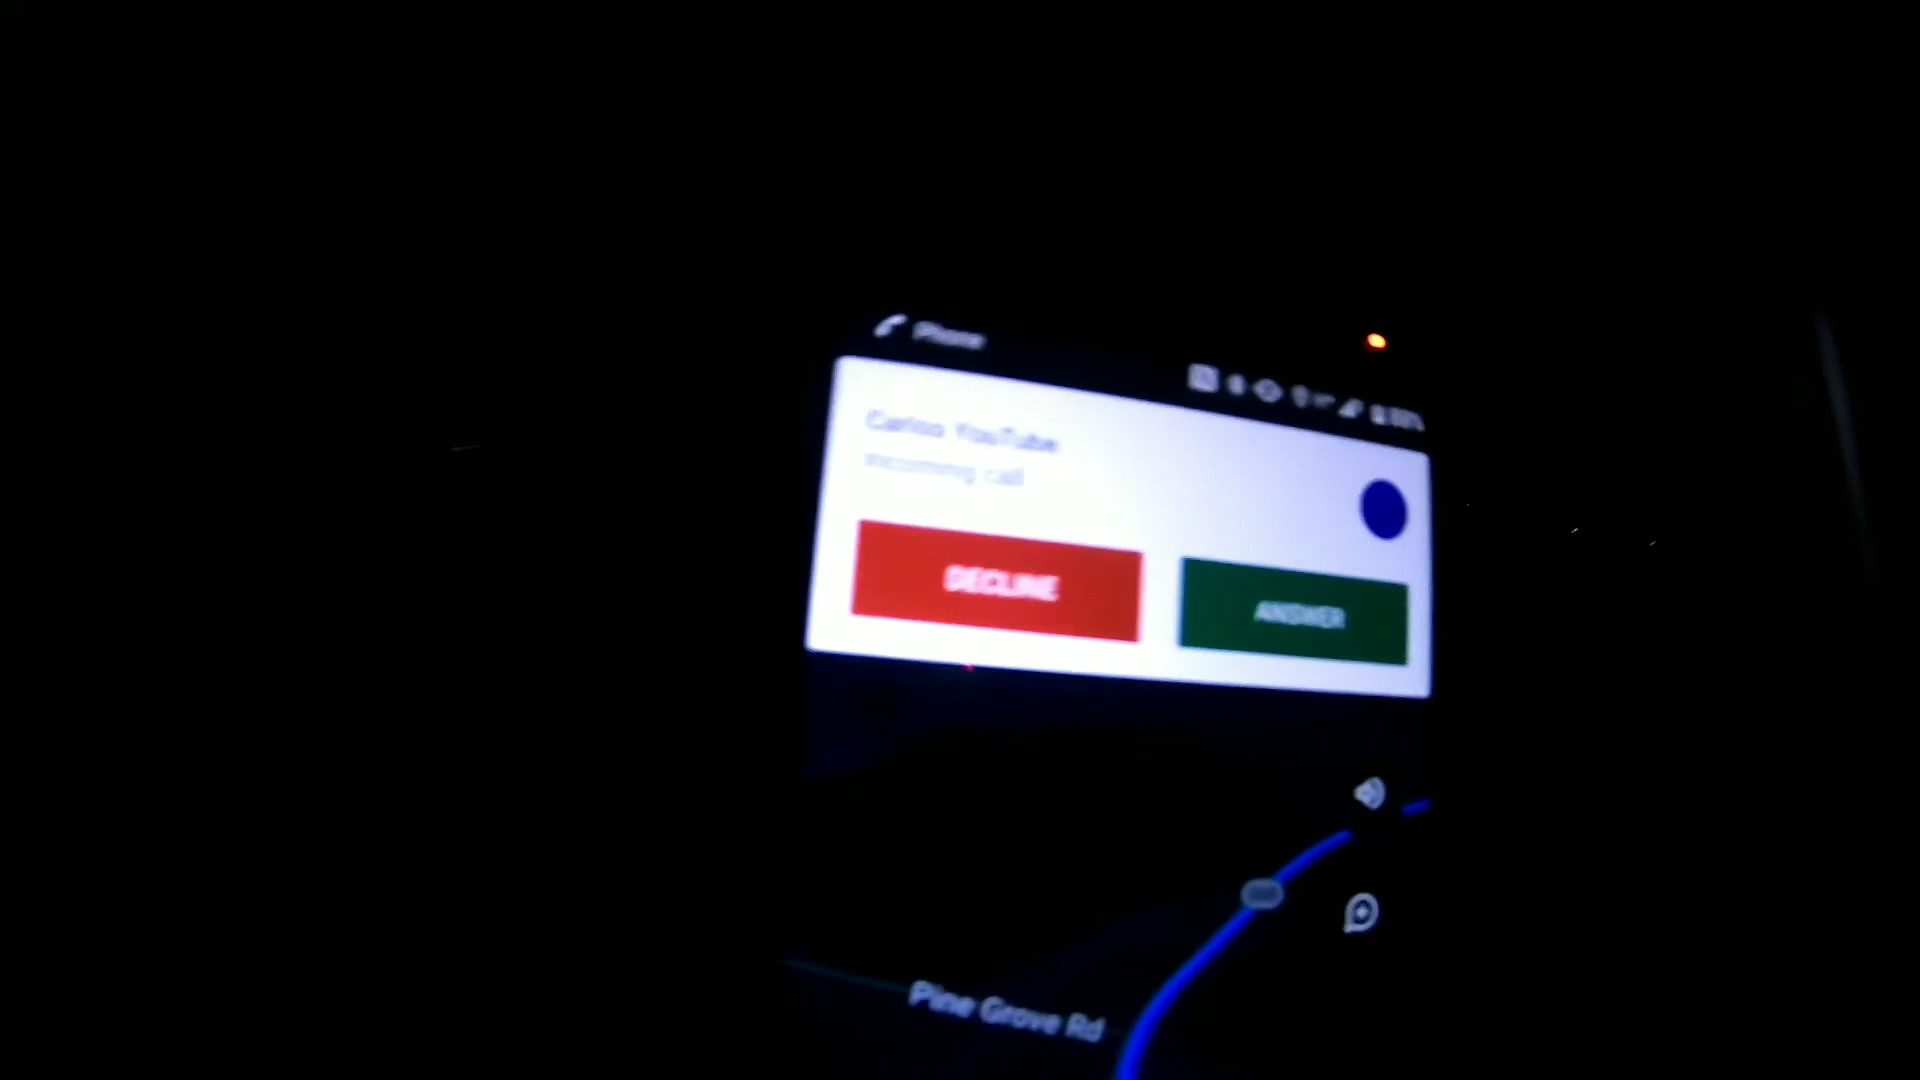 Phone
Carlos YouTube
Incoming call
DECLINE
ANSWER
Pine Grove Rd